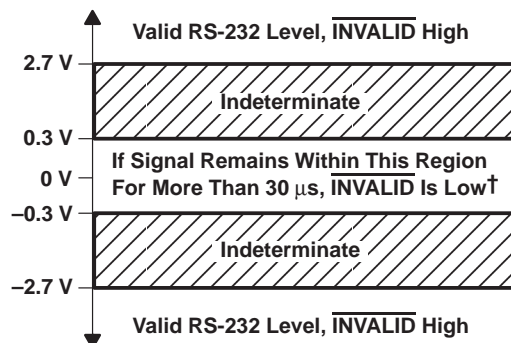 Valid RS-232 Level, INVALID High
2.7 V
Indeterminate
0.3 V
If Signal Remains Within This Region
0 V
For More Than 30 μs, INVALID Is Low†
–0.3 V
Indeterminate
–2.7 V
Valid RS-232 Level, INVALID High